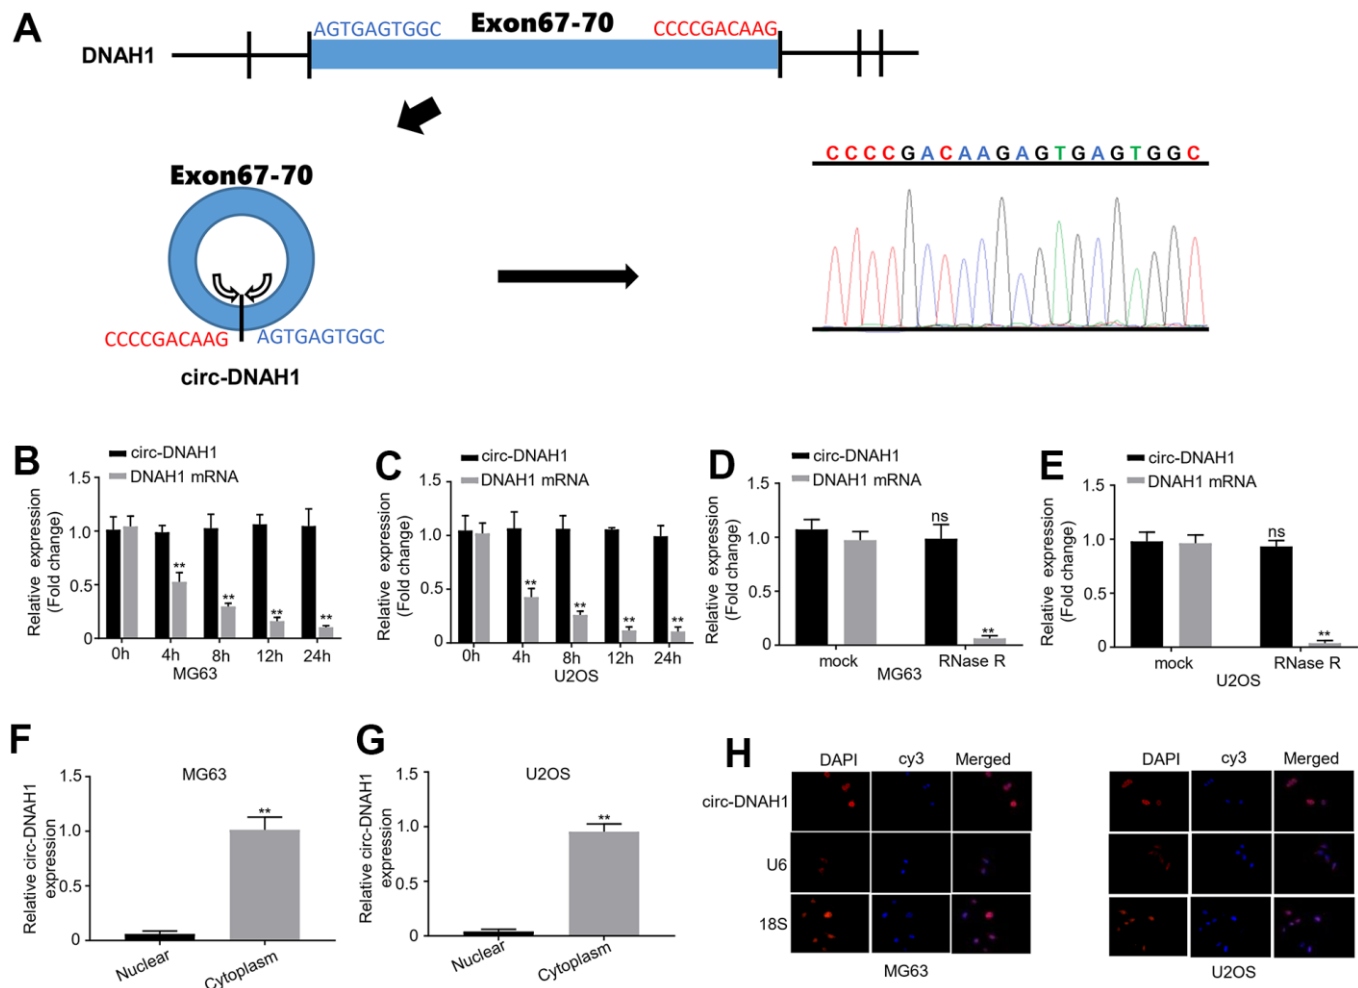 A
DNAH1
AGTGAGTGGC
Exon67-70
CCCCGACAAG
Exon67-70
CCCCGACAAG
AGTGAGTGGC
circ-DNAH1
CCCCGACAAGAGTGAGTGGC
B
circ-DNAH1
DNAH1 mRNA
Relative expression
(Fold change)
1.5
1.0
0.5
0
**
**
**
**
0h 4h 8h 12h 24h
MG63
C
circ-DNAH1
DNAH1 mRNA
Relative expression
(Fold change)
1.5
1.0
0.5
0
**
**
**
**
0h 4h 8h 12h 24h
U2OS
D
circ-DNAH1
DNAH1 mRNA
Relative expression
(Fold change)
1.5
1.0
0.5
0
ns
**
mock RNase R
MG63
E
circ-DNAH1
DNAH1 mRNA
Relative expression
(Fold change)
1.5
1.0
0.5
0
ns
**
mock RNase R
U2OS
F
MG63
Relative circ-DNAH1
expression
1.5
1.0
0.5
0
**
Nuclear Cytoplasm
G
U2OS
Relative circ-DNAH1
expression
1.5
1.0
0.5
0
**
Nuclear Cytoplasm
H
DAPI cy3 Merged
circ-DNAH1
U6
18S
MG63
DAPI cy3 Merged
U2OS